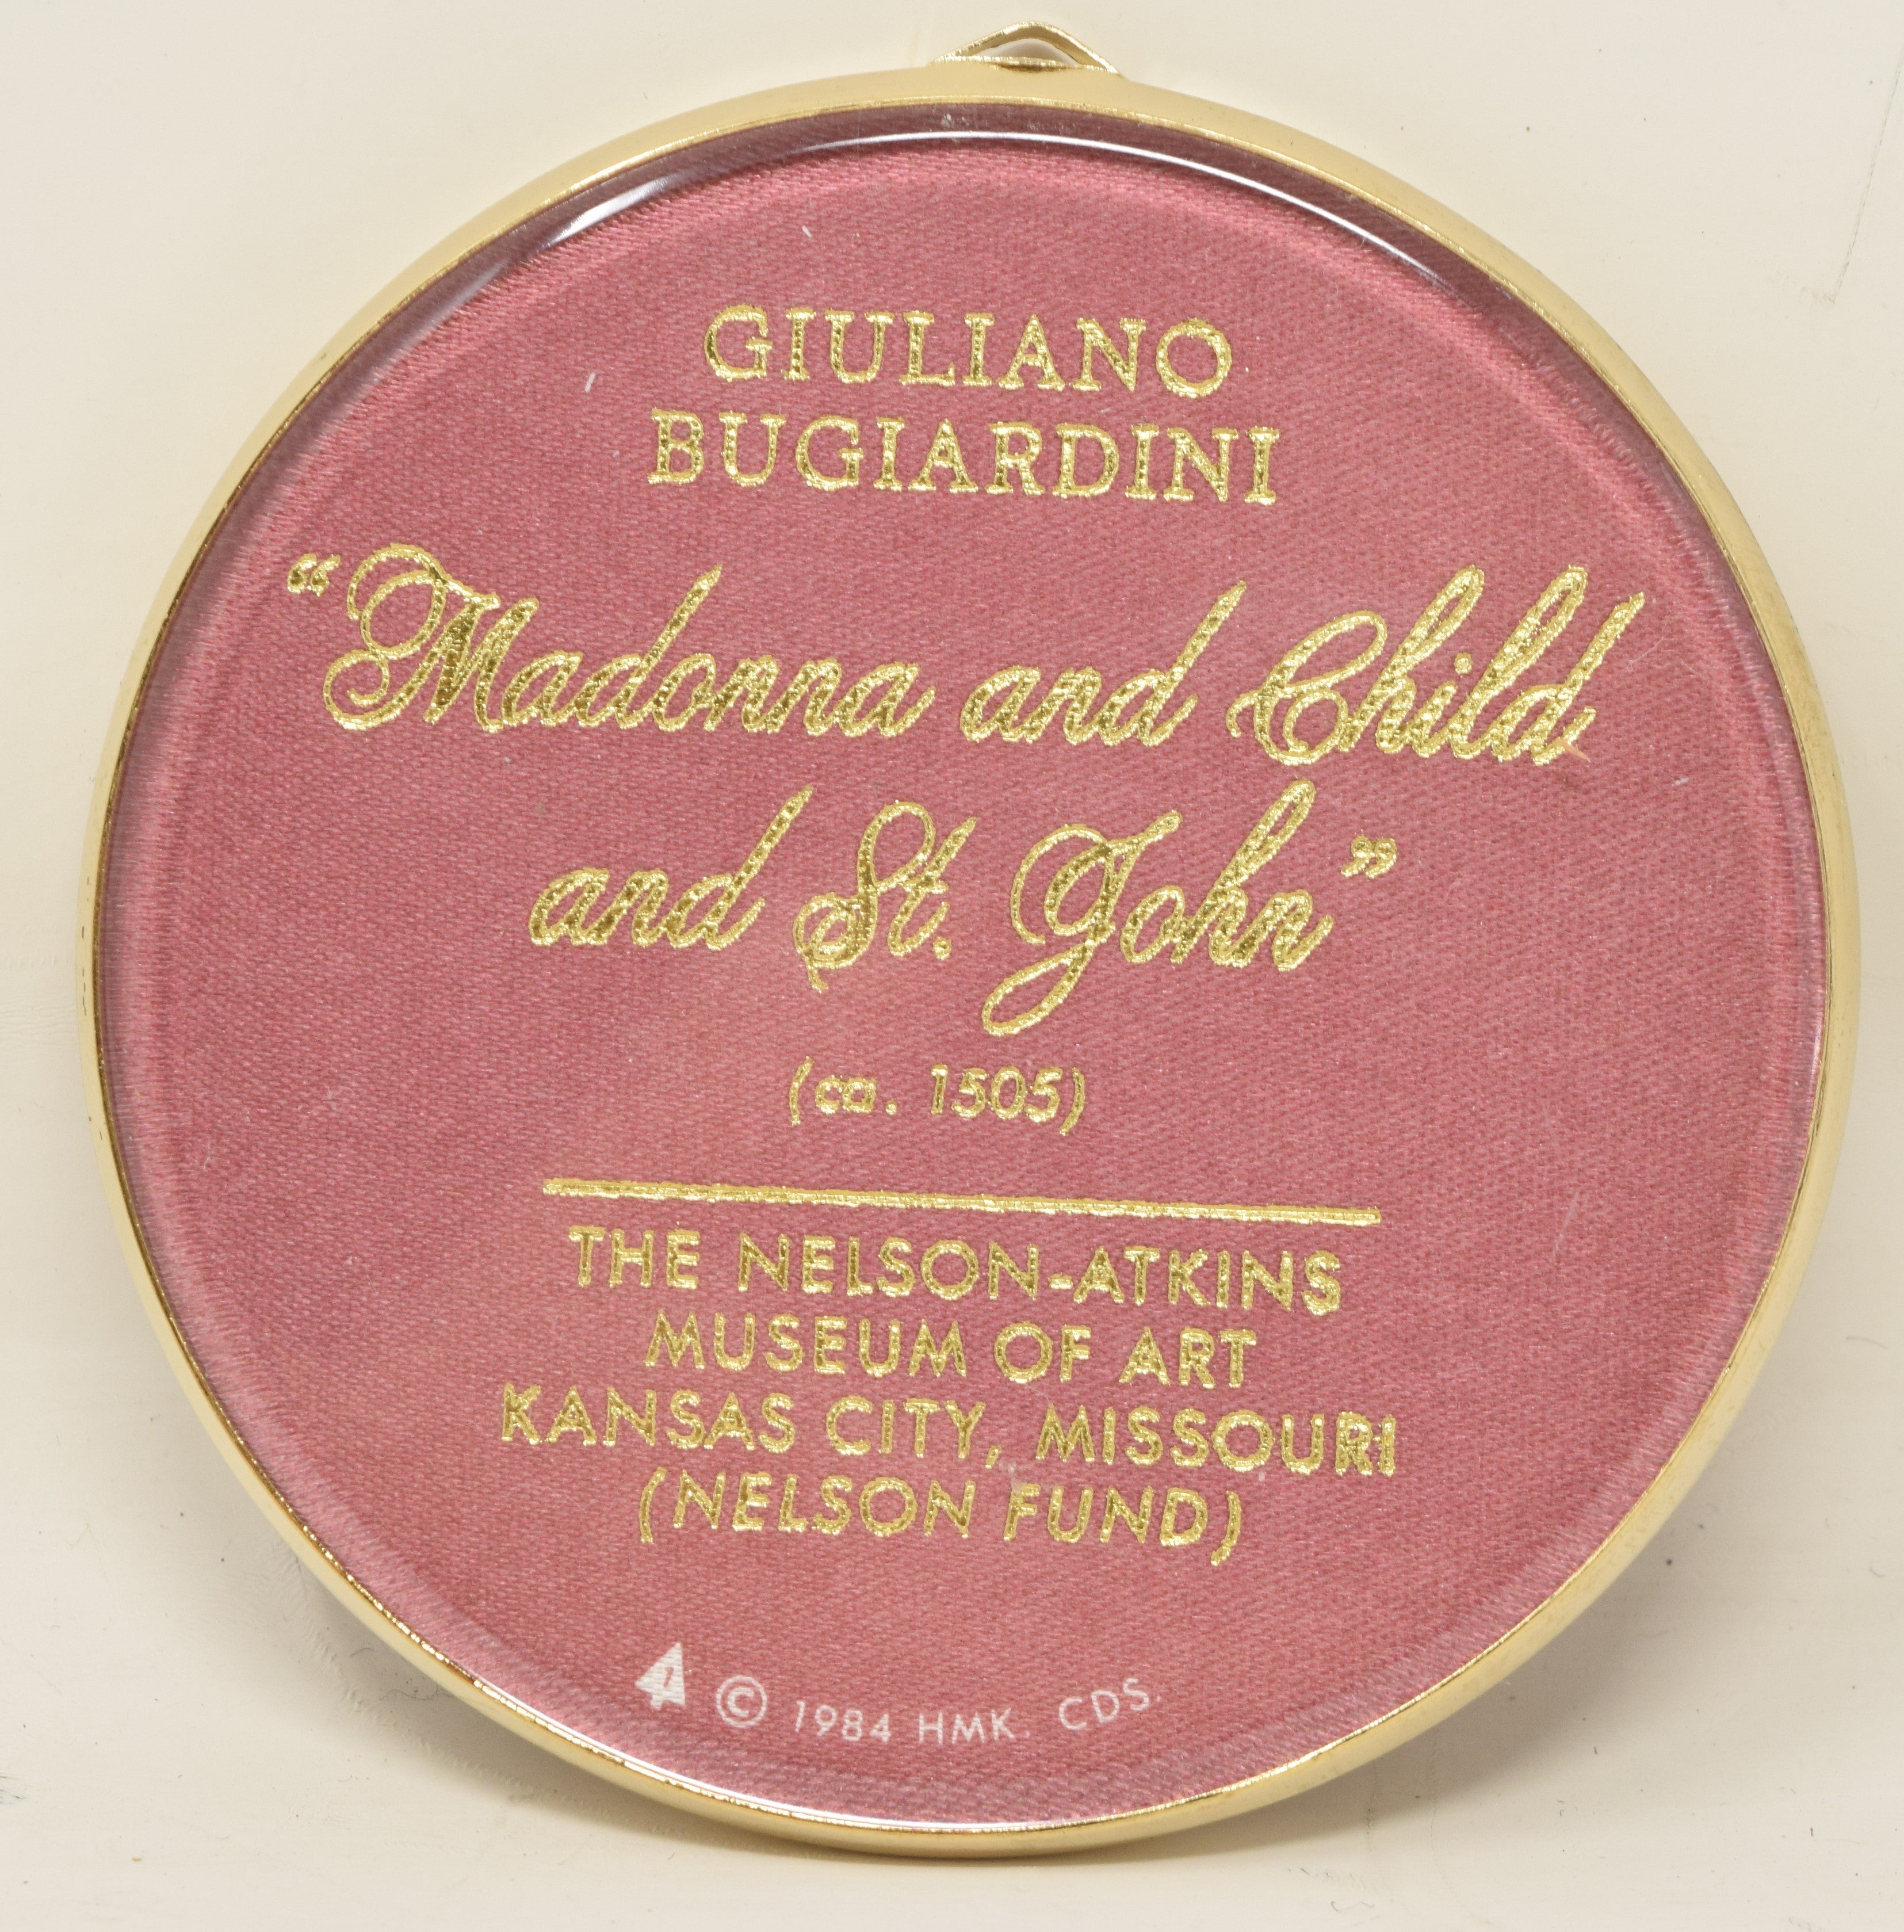 GIULIANO
BUGIARDINI
“Madonna and Child
and St. John”
(ca. 1505)
THE NELSON-ATKINS
MUSEUM OF ART
KANSAS CITY, MISSOURI
(NELSON FUND)
1 © 1984 HMK. CDS.